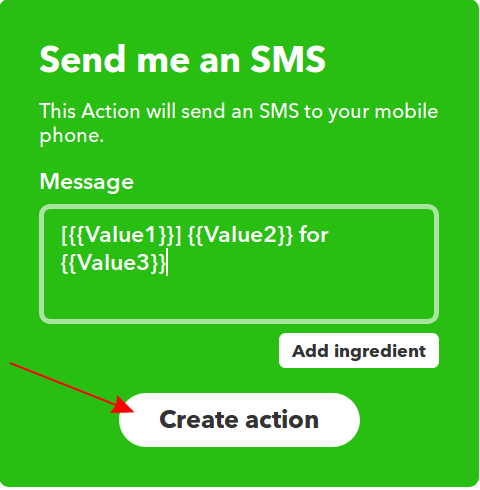 Send me an SMS
This Action will send an SMS to your mobile
phone.
Message
[{{Value1}}] {{Value2}} for
{{Value3}}
Add ingredient
Create action